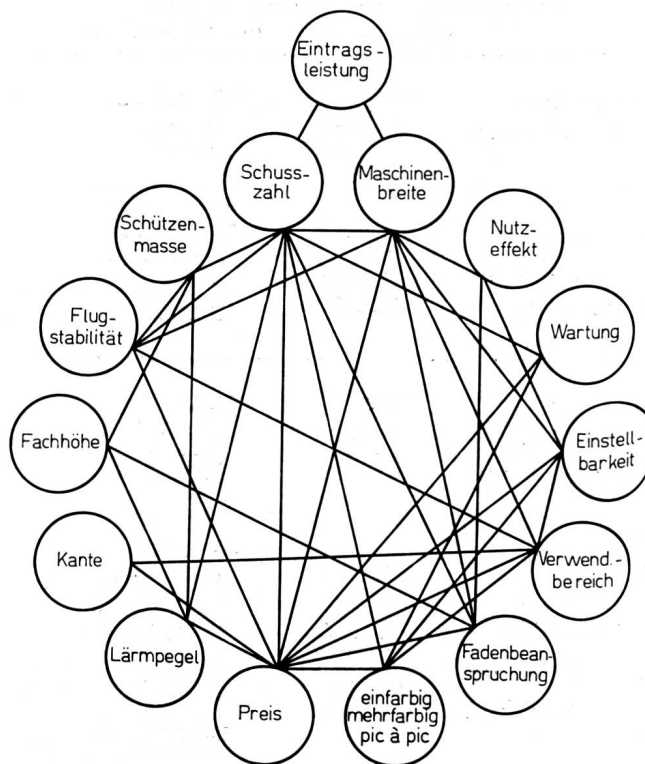 Eintrags-
leistung
Schuss-
zahl
Maschinen-
breite
Schützen-
masse
Nutz-
effekt
Flug-
stabilität
Wartung
Fachhöhe
Einstell-
barkeit
Kante
Verwend.-
bereich
Lärmpegel
Fadenbean-
spruchung
Preis
einfarbig
mehrfarbig
pic à pic